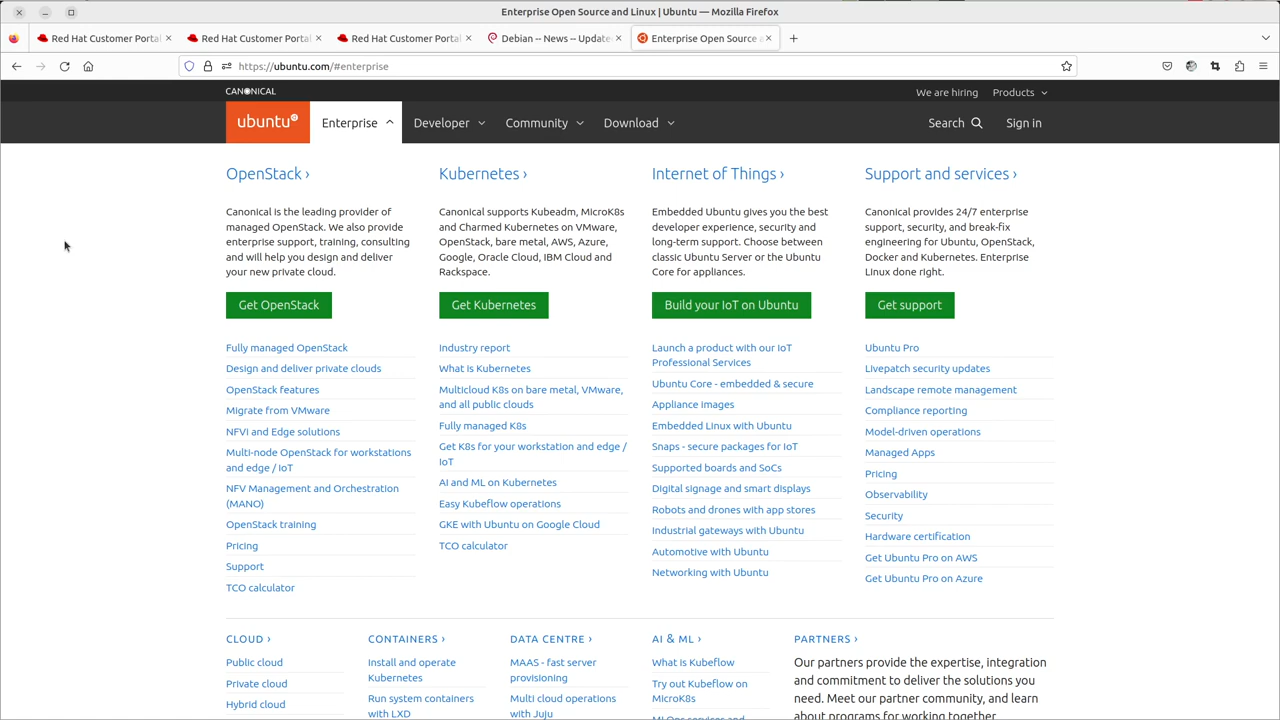 Enterprise Open Source and Linux | Ubuntu — Mozilla Firefox
Red Hat Customer Portal
Red Hat Customer Portal
Red Hat Customer Portal
Debian -- News -- Update
Enterprise Open Source a
https://ubuntu.com/#enterprise
CANONICAL
We are hiring
Products
ubuntu
Enterprise
Developer
Community
Download
Search
Sign in
OpenStack ›
Canonical is the leading provider of
managed OpenStack. We also provide
enterprise support, training, consulting
and will help you design and deliver
your new private cloud.
Get OpenStack
Fully managed OpenStack
Design and deliver private clouds
OpenStack features
Migrate from VMware
NFVI and Edge solutions
Multi-node OpenStack for workstations
and edge / IoT
NFV Management and Orchestration
(MANO)
OpenStack training
Pricing
Support
TCO calculator
Kubernetes ›
Canonical supports Kubeadm, MicroK8s
and Charmed Kubernetes on VMware,
OpenStack, bare metal, AWS, Azure,
Google, Oracle Cloud, IBM Cloud and
Rackspace.
Get Kubernetes
Industry report
What is Kubernetes
Multicloud K8s on bare metal, VMware,
and all public clouds
Fully managed K8s
Get K8s for your workstation and edge /
IoT
AI and ML on Kubernetes
Easy Kubeflow operations
GKE with Ubuntu on Google Cloud
TCO calculator
Internet of Things ›
Embedded Ubuntu gives you the best
developer experience, security and
long-term support. Choose between
classic Ubuntu Server or the Ubuntu
Core for appliances.
Build your IoT on Ubuntu
Launch a product with our IoT
Professional Services
Ubuntu Core - embedded & secure
Appliance images
Embedded Linux with Ubuntu
Snaps - secure packages for IoT
Supported boards and SoCs
Digital signage and smart displays
Robots and drones with app stores
Industrial gateways with Ubuntu
Automotive with Ubuntu
Networking with Ubuntu
Support and services ›
Canonical provides 24/7 enterprise
support, security, and break-fix
engineering for Ubuntu, OpenStack,
Docker and Kubernetes. Enterprise
Linux done right.
Get support
Ubuntu Pro
Livepatch security updates
Landscape remote management
Compliance reporting
Model-driven operations
Managed Apps
Pricing
Observability
Security
Hardware certification
Get Ubuntu Pro on AWS
Get Ubuntu Pro on Azure
CLOUD ›
Public cloud
Private cloud
Hybrid cloud
CONTAINERS ›
Install and operate
Kubernetes
Run system containers
with LXD
DATA CENTRE ›
MAAS - fast server
provisioning
Multi cloud operations
with Juju
AI & ML ›
What is Kubeflow
Try out Kubeflow on
MicroK8s
MLOps services and
PARTNERS ›
Our partners provide the expertise, integration
and commitment to deliver the solutions you
need. Meet our partner community, and learn
about programs for working together